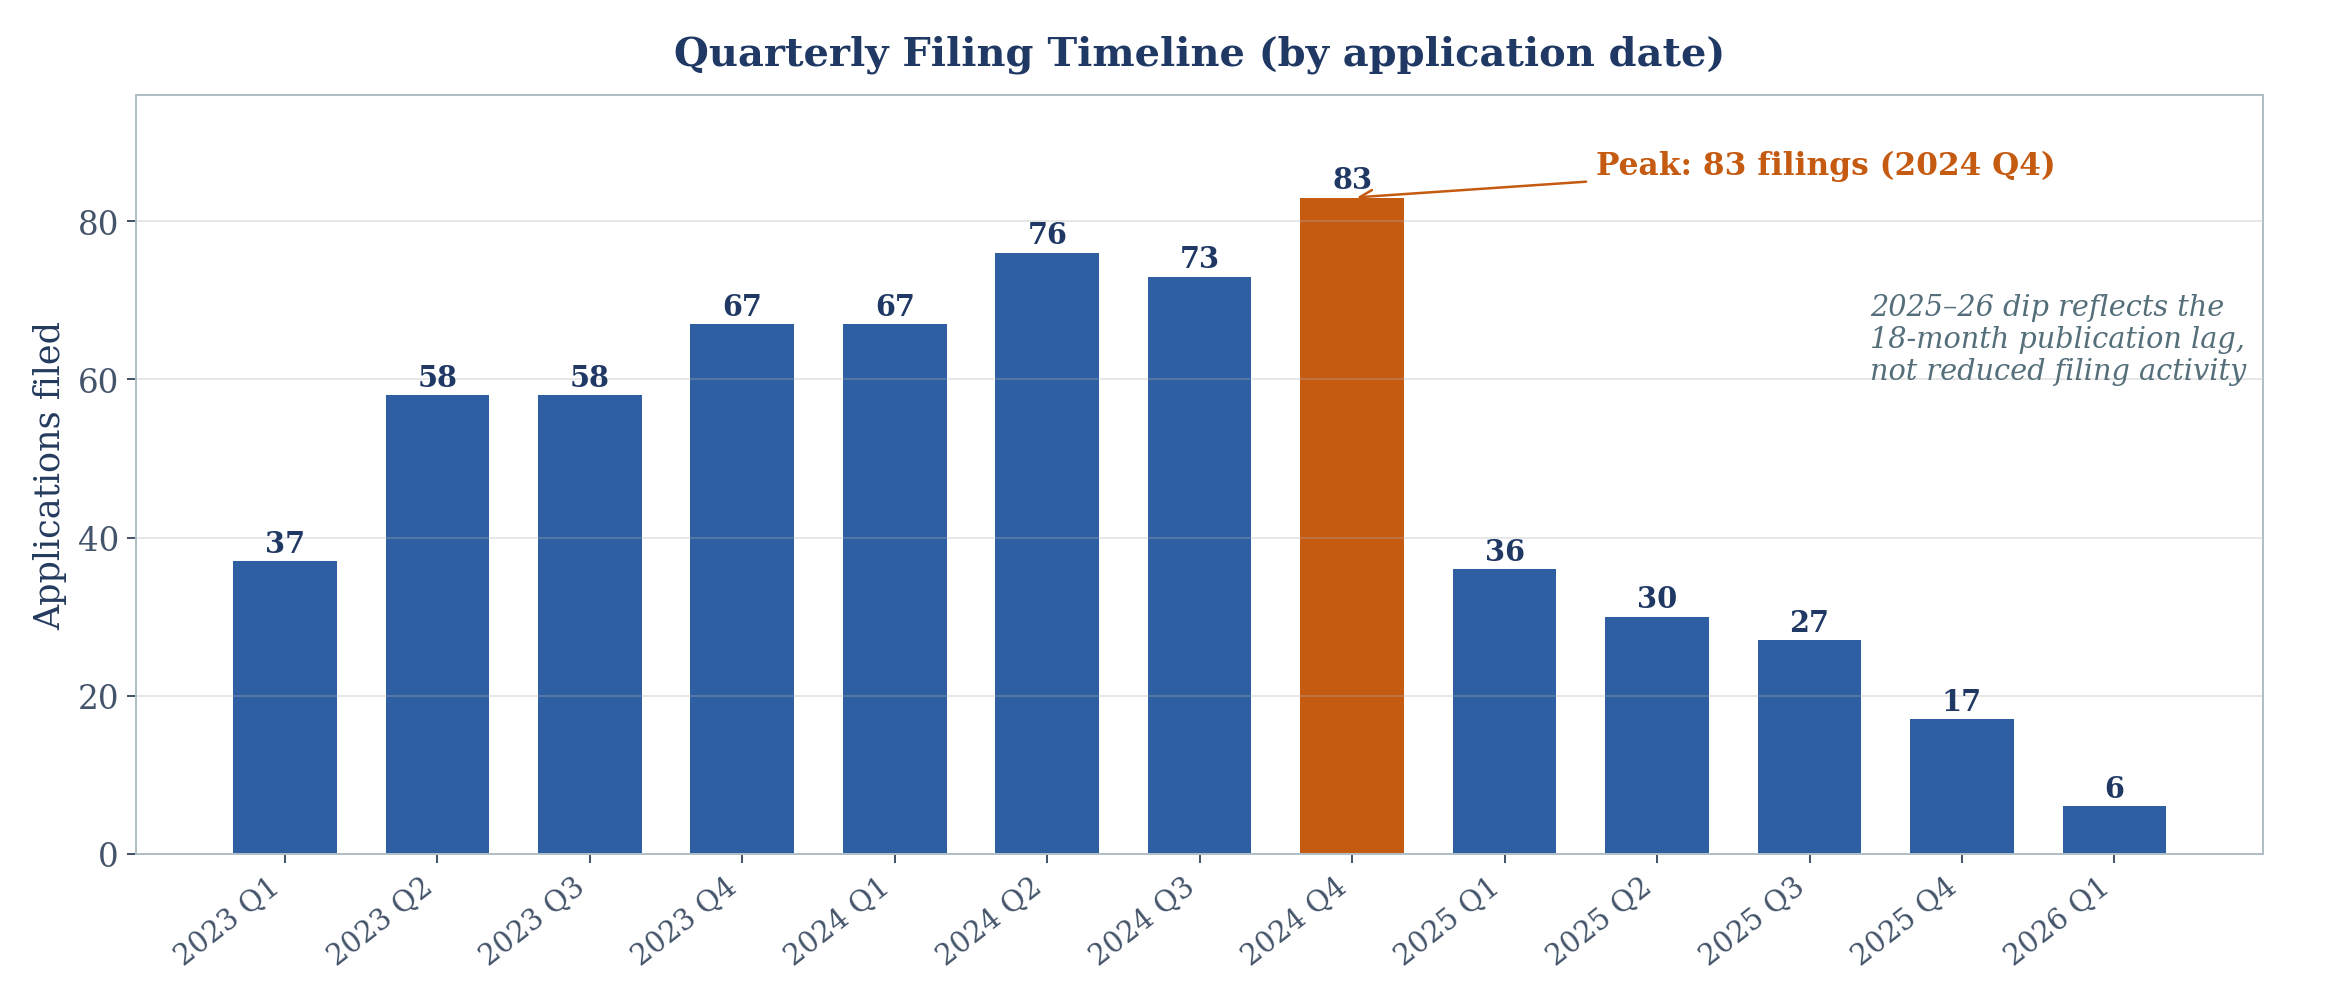 Quarterly Filing Timeline (by application date)
Applications filed
80
60
40
20
0
37
58
58
67
67
76
73
83
36
30
27
17
6
Peak: 83 filings (2024 Q4)
2025–26 dip reflects the
18-month publication lag,
not reduced filing activity
2023 Q1
2023 Q2
2023 Q3
2023 Q4
2024 Q1
2024 Q2
2024 Q3
2024 Q4
2025 Q1
2025 Q2
2025 Q3
2025 Q4
2026 Q1